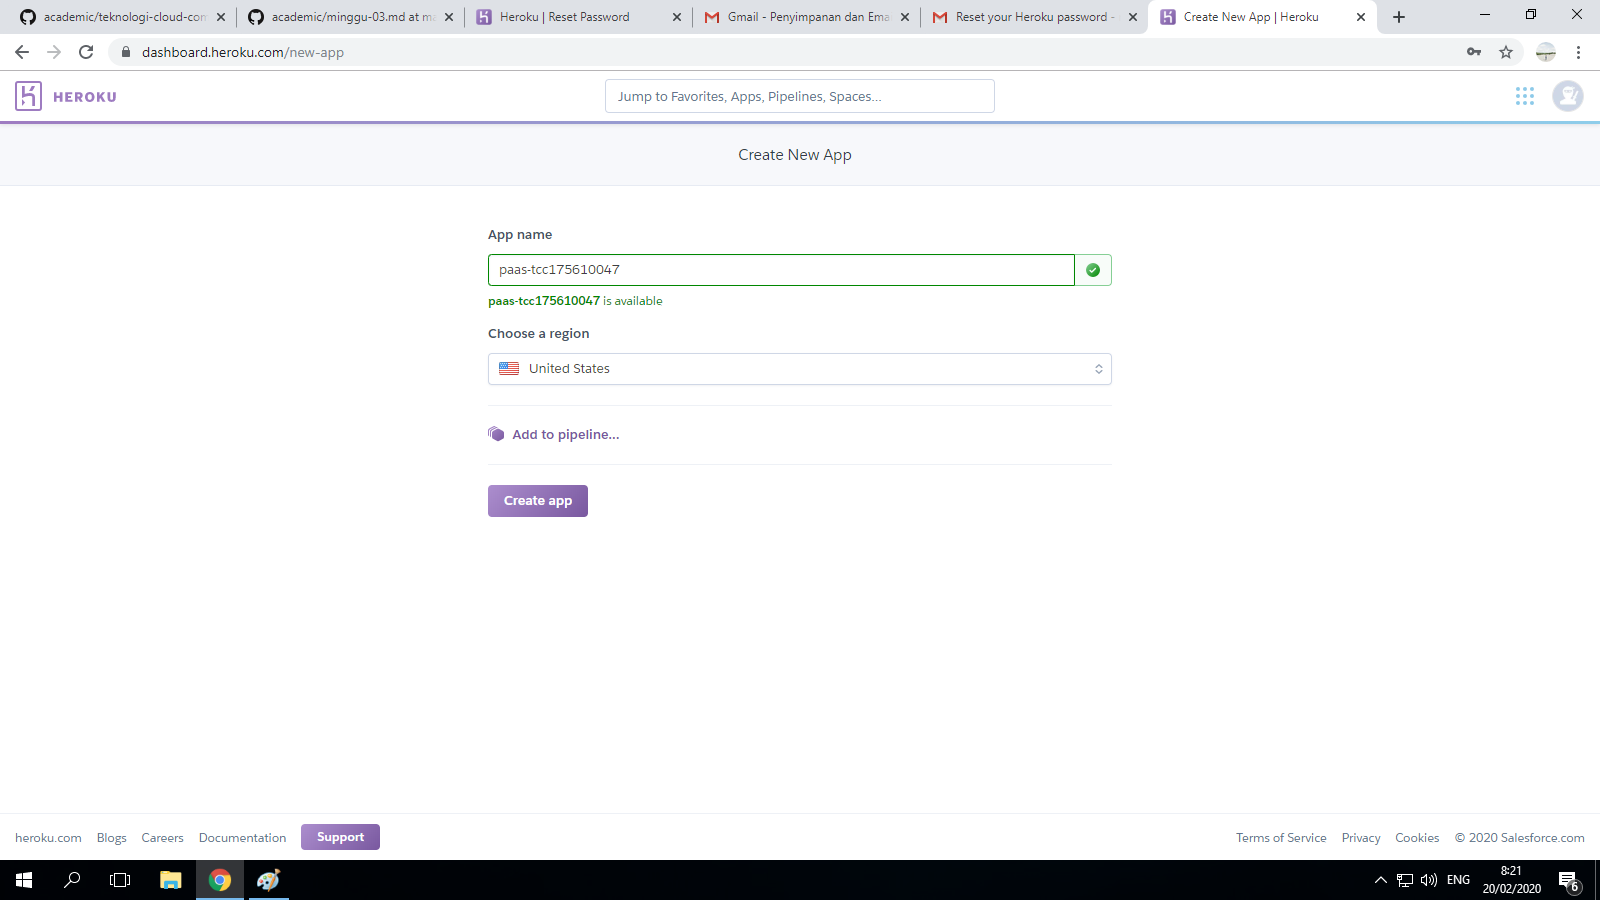 academic/teknologi-cloud-com
academic/minggu-03.md at ma
Heroku | Reset Password
Gmail - Penyimpanan dan Emai
Reset your Heroku password -
Create New App | Heroku
dashboard.heroku.com/new-app
HEROKU
Jump to Favorites, Apps, Pipelines, Spaces...
Create New App
App name
paas-tcc175610047
paas-tcc175610047 is available
Choose a region
United States
Add to pipeline...
Create app
heroku.com Blogs Careers Documentation Support
Terms of Service Privacy Cookies © 2020 Salesforce.com
ENG
8:21
20/02/2020
6